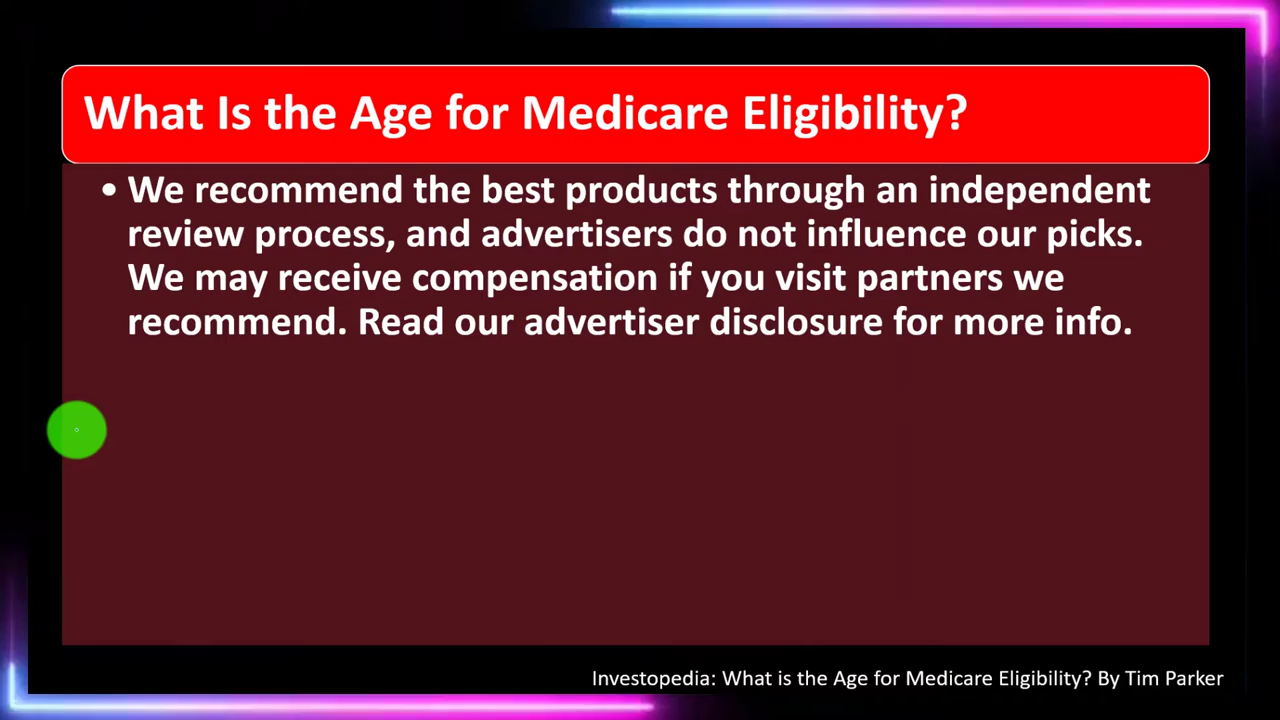 What Is the Age for Medicare Eligibility?
• We recommend the best products through an independent
review process, and advertisers do not influence our picks.
We may receive compensation if you visit partners we
recommend. Read our advertiser disclosure for more info.
Investopedia: What is the Age for Medicare Eligibility? By Tim Parker